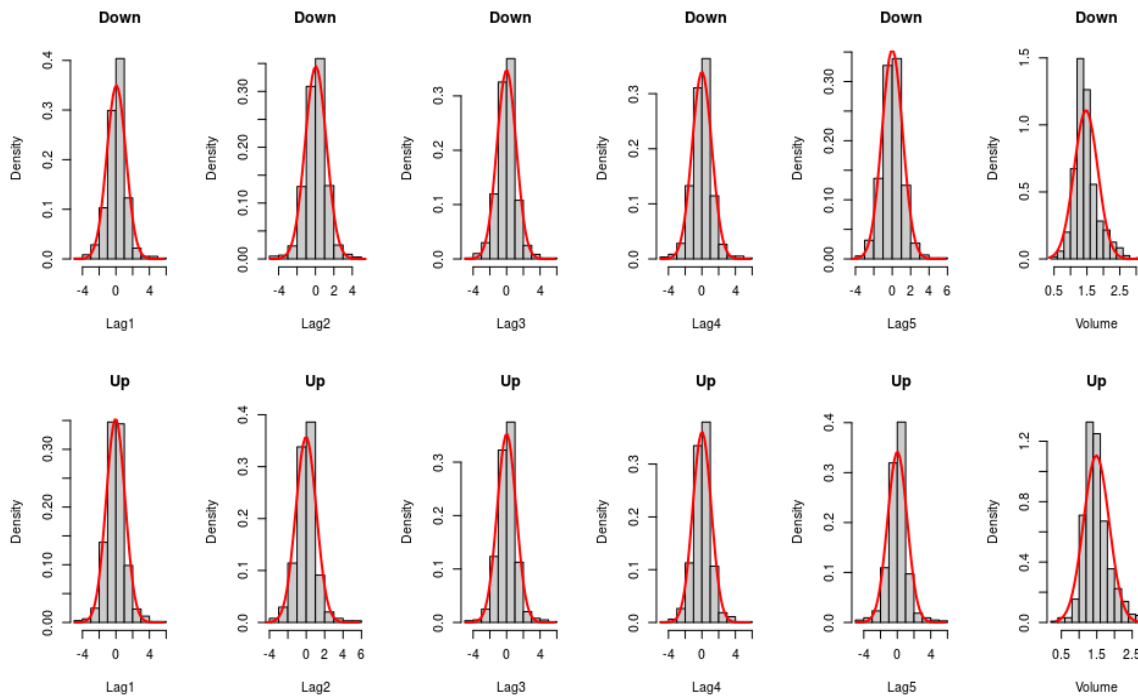 Down Down Down Down Down Down
Density 0.0 0.1 0.2 0.3 0.4
-4 0 4
Lag1
Density 0.00 0.10 0.20 0.30
-4 0 2 4
Lag2
Density 0.0 0.1 0.2 0.3
-4 0 4
Lag3
Density 0.0 0.1 0.2 0.3
-4 0 4
Lag4
Density 0.00 0.10 0.20 0.30
-4 0 2 4 6
Lag5
Density 0.0 0.5 1.0 1.5
0.5 1.5 2.5
Volume
Up Up Up Up Up Up
Density 0.00 0.10 0.20 0.30
-4 0 4
Lag1
Density 0.0 0.1 0.2 0.3 0.4
-4 0 2 4 6
Lag2
Density 0.0 0.1 0.2 0.3
-4 0 4
Lag3
Density 0.0 0.1 0.2 0.3
-4 0 4
Lag4
Density 0.0 0.1 0.2 0.3 0.4
-4 0 4
Lag5
Density 0.0 0.4 0.8 1.2
0.5 1.5 2.5
Volume